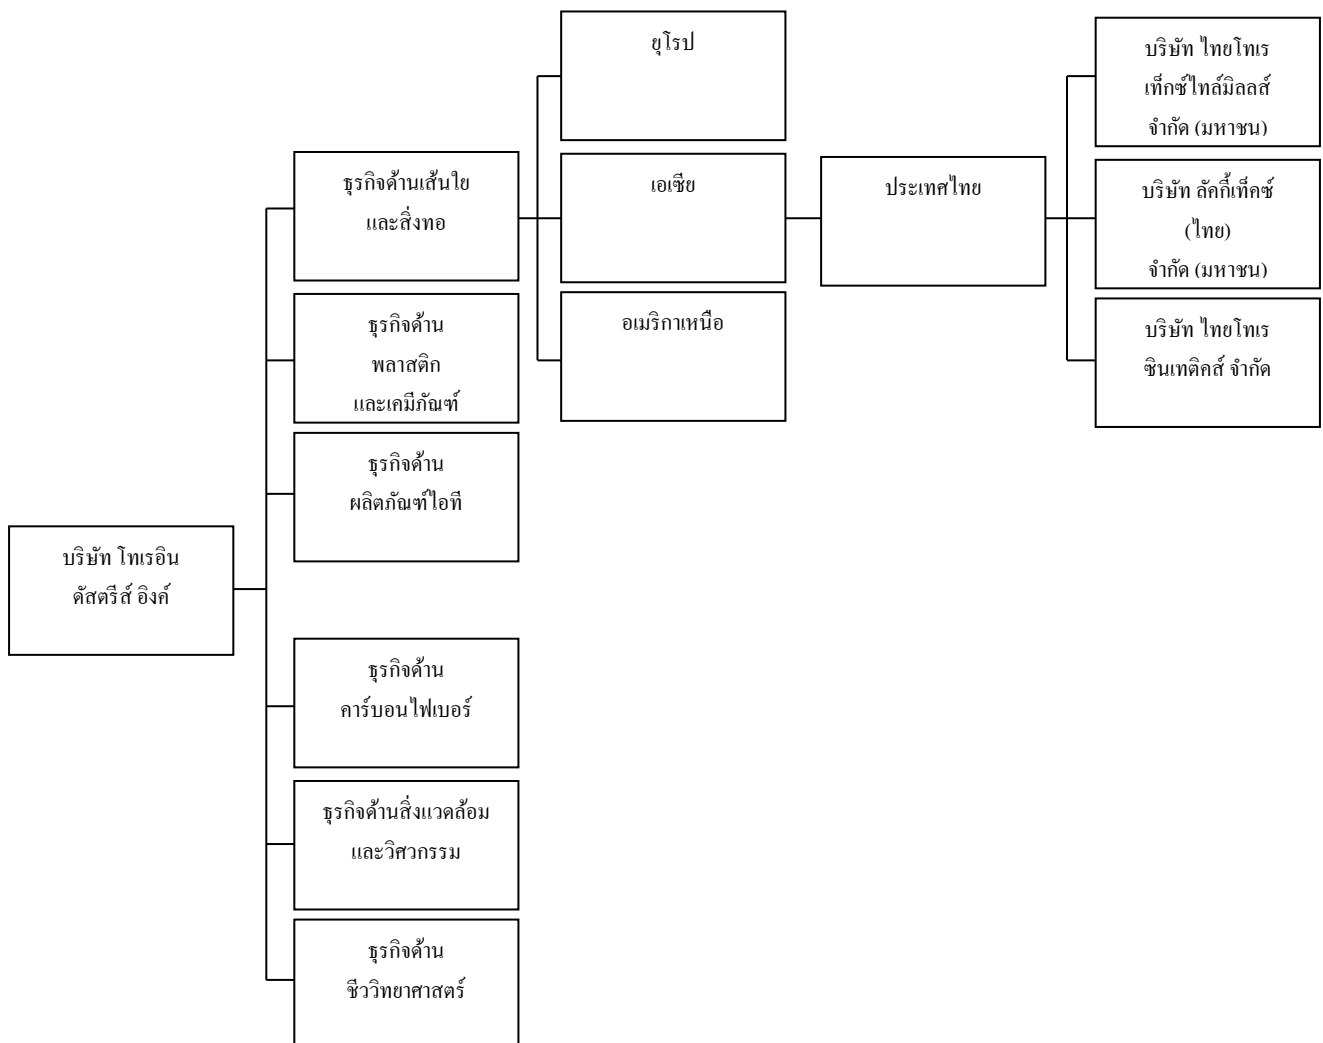 บริษัท โทเรอิน
ดัสตรีส์ อิงค์
ธุรกิจด้านเส้นใย
และสิ่งทอ
ธุรกิจด้าน
พลาสติก
และเคมีภัณฑ์
ธุรกิจด้าน
ผลิตภัณฑ์ไอที
ธุรกิจด้าน
คาร์บอนไฟเบอร์
ธุรกิจด้านสิ่งแวดล้อม
และวิศวกรรม
ธุรกิจด้าน
ชีววิทยาศาสตร์
ยุโรป
เอเซีย
อเมริกาเหนือ
ประเทศไทย
บริษัท ไทยโทเร
เท็กซ์ไทล์มิลลส์
จำกัด (มหาชน)
บริษัท ลัคกี้เท็คซ์
(ไทย)
จำกัด (มหาชน)
บริษัท ไทยโทเร
ซินเทติคส์ จำกัด